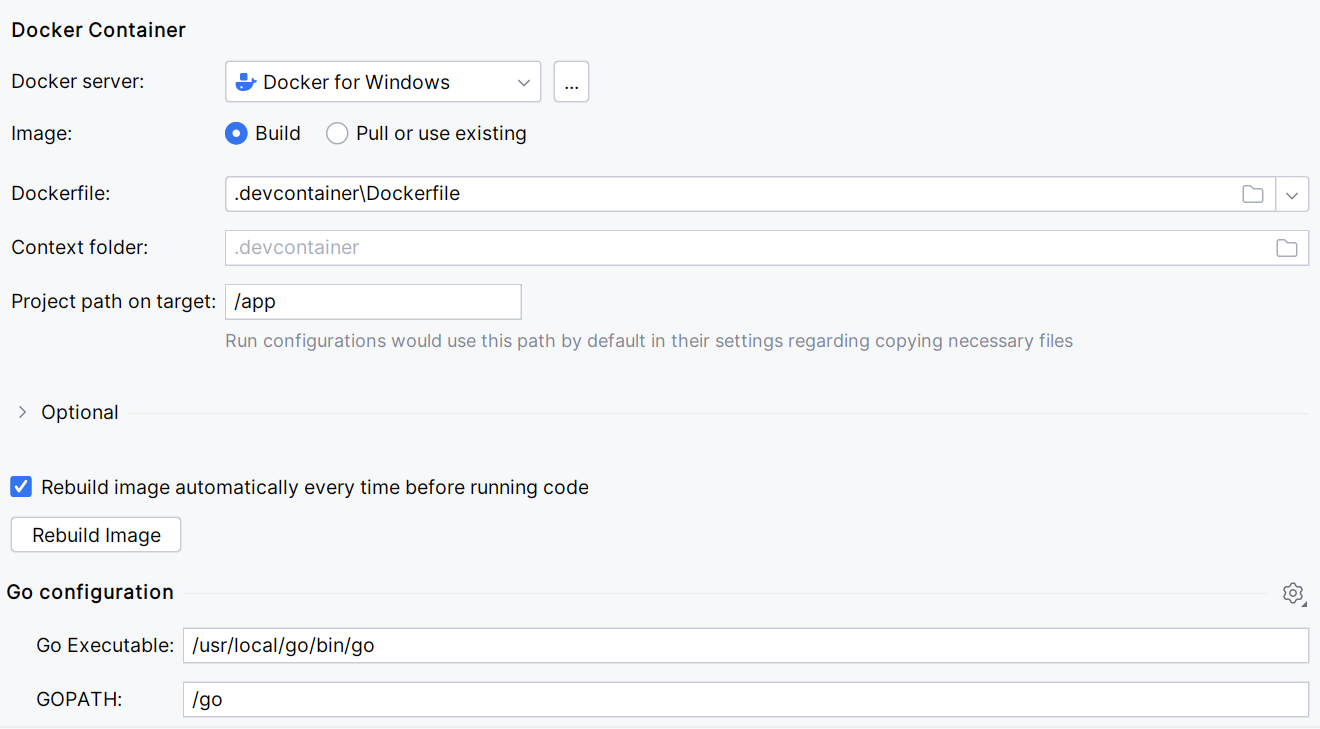 Docker Container
Docker server: Docker for Windows ...
Image: Build Pull or use existing
Dockerfile: .devcontainer\Dockerfile
Context folder: .devcontainer
Project path on target: /app
Run configurations would use this path by default in their settings regarding copying necessary files
Optional
Rebuild image automatically every time before running code
Rebuild Image
Go configuration
Go Executable: /usr/local/go/bin/go
GOPATH: /go